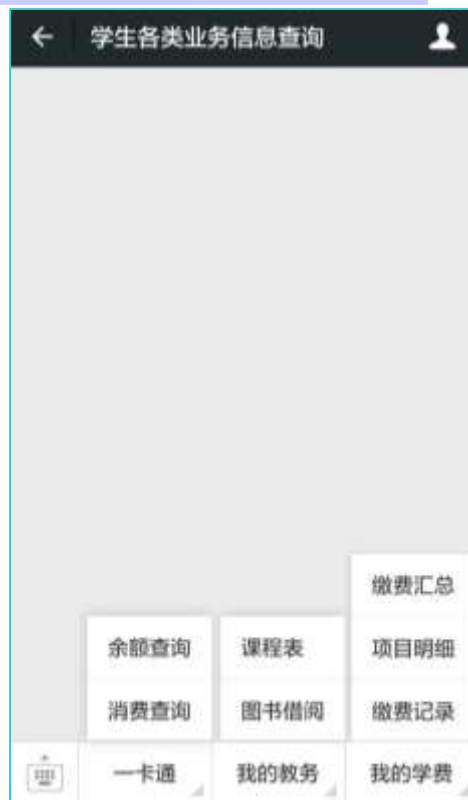 学生各类业务信息查询
缴费汇总
余额查询 课程表 项目明细
消费查询 图书借阅 缴费记录
一卡通 我的教务 我的学费